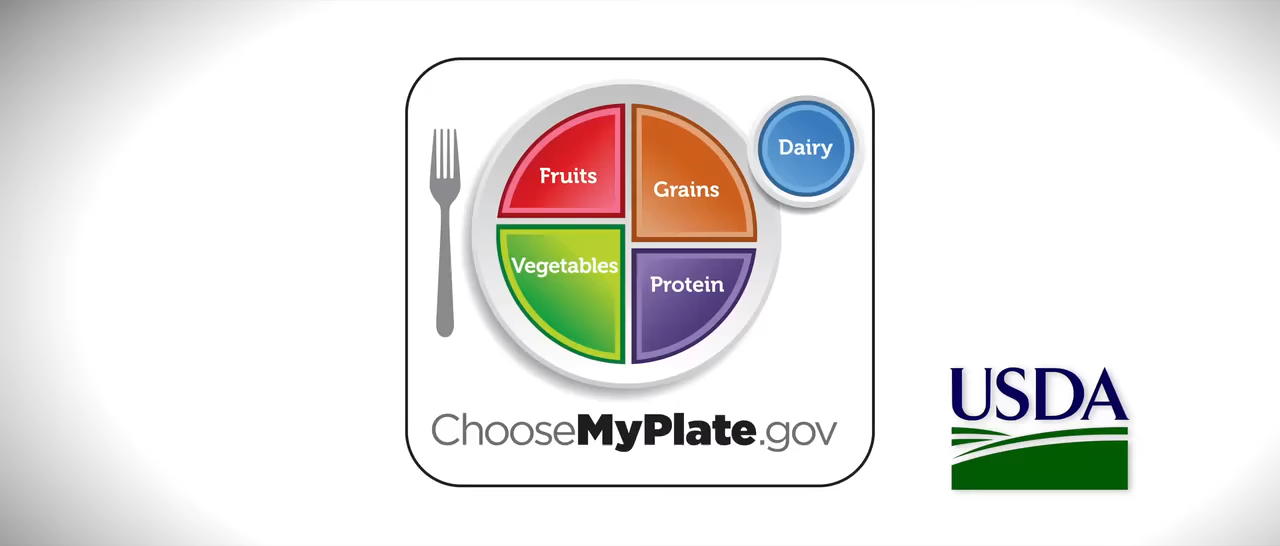 Fruits
Grains
Dairy
Vegetables
Protein
ChooseMyPlate.gov
USDA